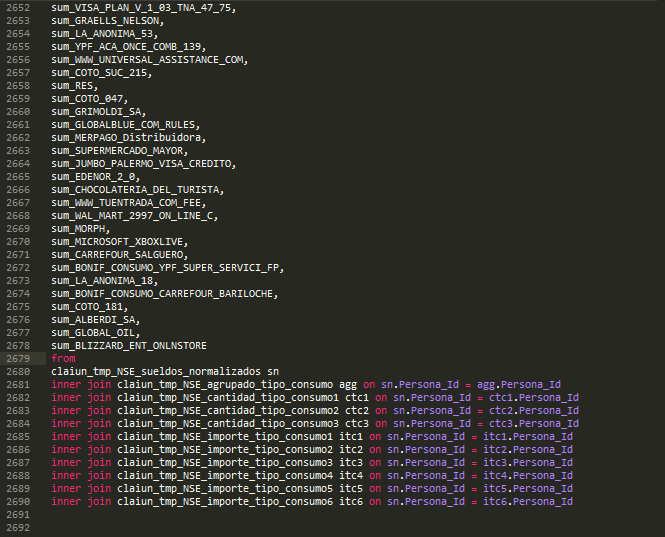 2652 sum_VISA_PLAN_V_1_03_TNA_47_75,
2653 sum_GRAELLS_NELSON,
2654 sum_LA_ANONIMA_53,
2655 sum_YPF_ACA_ONCE_COMB_139,
2656 sum_WWW_UNIVERSAL_ASSISTANCE_COM,
2657 sum_COTO_SUC_215,
2658 sum_RES,
2659 sum_COTO_047,
2660 sum_GRIMOLDI_SA,
2661 sum_GLOBALBLUE_COM_RULES,
2662 sum_MERPAGO_Distribuidora,
2663 sum_SUPERMERCADO_MAYOR,
2664 sum_JUMBO_PALERMO_VISA_CREDITO,
2665 sum_EDENOR_2_0,
2666 sum_CHOCOLATERIA_DEL_TURISTA,
2667 sum_WWW_TUENTRADA_COM_FEE,
2668 sum_WAL_MART_2997_ON_LINE_C,
2669 sum_MORPH,
2670 sum_MICROSOFT_XBOXLIVE,
2671 sum_CARREFOUR_SALGUERO,
2672 sum_BONIF_CONSUMO_YPF_SUPER_SERVICI_FP,
2673 sum_LA_ANONIMA_18,
2674 sum_BONIF_CONSUMO_CARREFOUR_BARILOCHE,
2675 sum_COTO_181,
2676 sum_ALBERDI_SA,
2677 sum_GLOBAL_OIL,
2678 sum_BLIZZARD_ENT_ONLNSTORE
2679 from
2680 claiun_tmp_NSE_sueldos_normalizados sn
2681 inner join claiun_tmp_NSE_agrupado_tipo_consumo agg on sn.Persona_Id = agg.Persona_Id
2682 inner join claiun_tmp_NSE_cantidad_tipo_consumo1 ctc1 on sn.Persona_Id = ctc1.Persona_Id
2683 inner join claiun_tmp_NSE_cantidad_tipo_consumo2 ctc2 on sn.Persona_Id = ctc2.Persona_Id
2684 inner join claiun_tmp_NSE_cantidad_tipo_consumo3 ctc3 on sn.Persona_Id = ctc3.Persona_Id
2685 inner join claiun_tmp_NSE_importe_tipo_consumo1 itc1 on sn.Persona_Id = itc1.Persona_Id
2686 inner join claiun_tmp_NSE_importe_tipo_consumo2 itc2 on sn.Persona_Id = itc2.Persona_Id
2687 inner join claiun_tmp_NSE_importe_tipo_consumo3 itc3 on sn.Persona_Id = itc3.Persona_Id
2688 inner join claiun_tmp_NSE_importe_tipo_consumo4 itc4 on sn.Persona_Id = itc4.Persona_Id
2689 inner join claiun_tmp_NSE_importe_tipo_consumo5 itc5 on sn.Persona_Id = itc5.Persona_Id
2690 inner join claiun_tmp_NSE_importe_tipo_consumo6 itc6 on sn.Persona_Id = itc6.Persona_Id
2691
2692